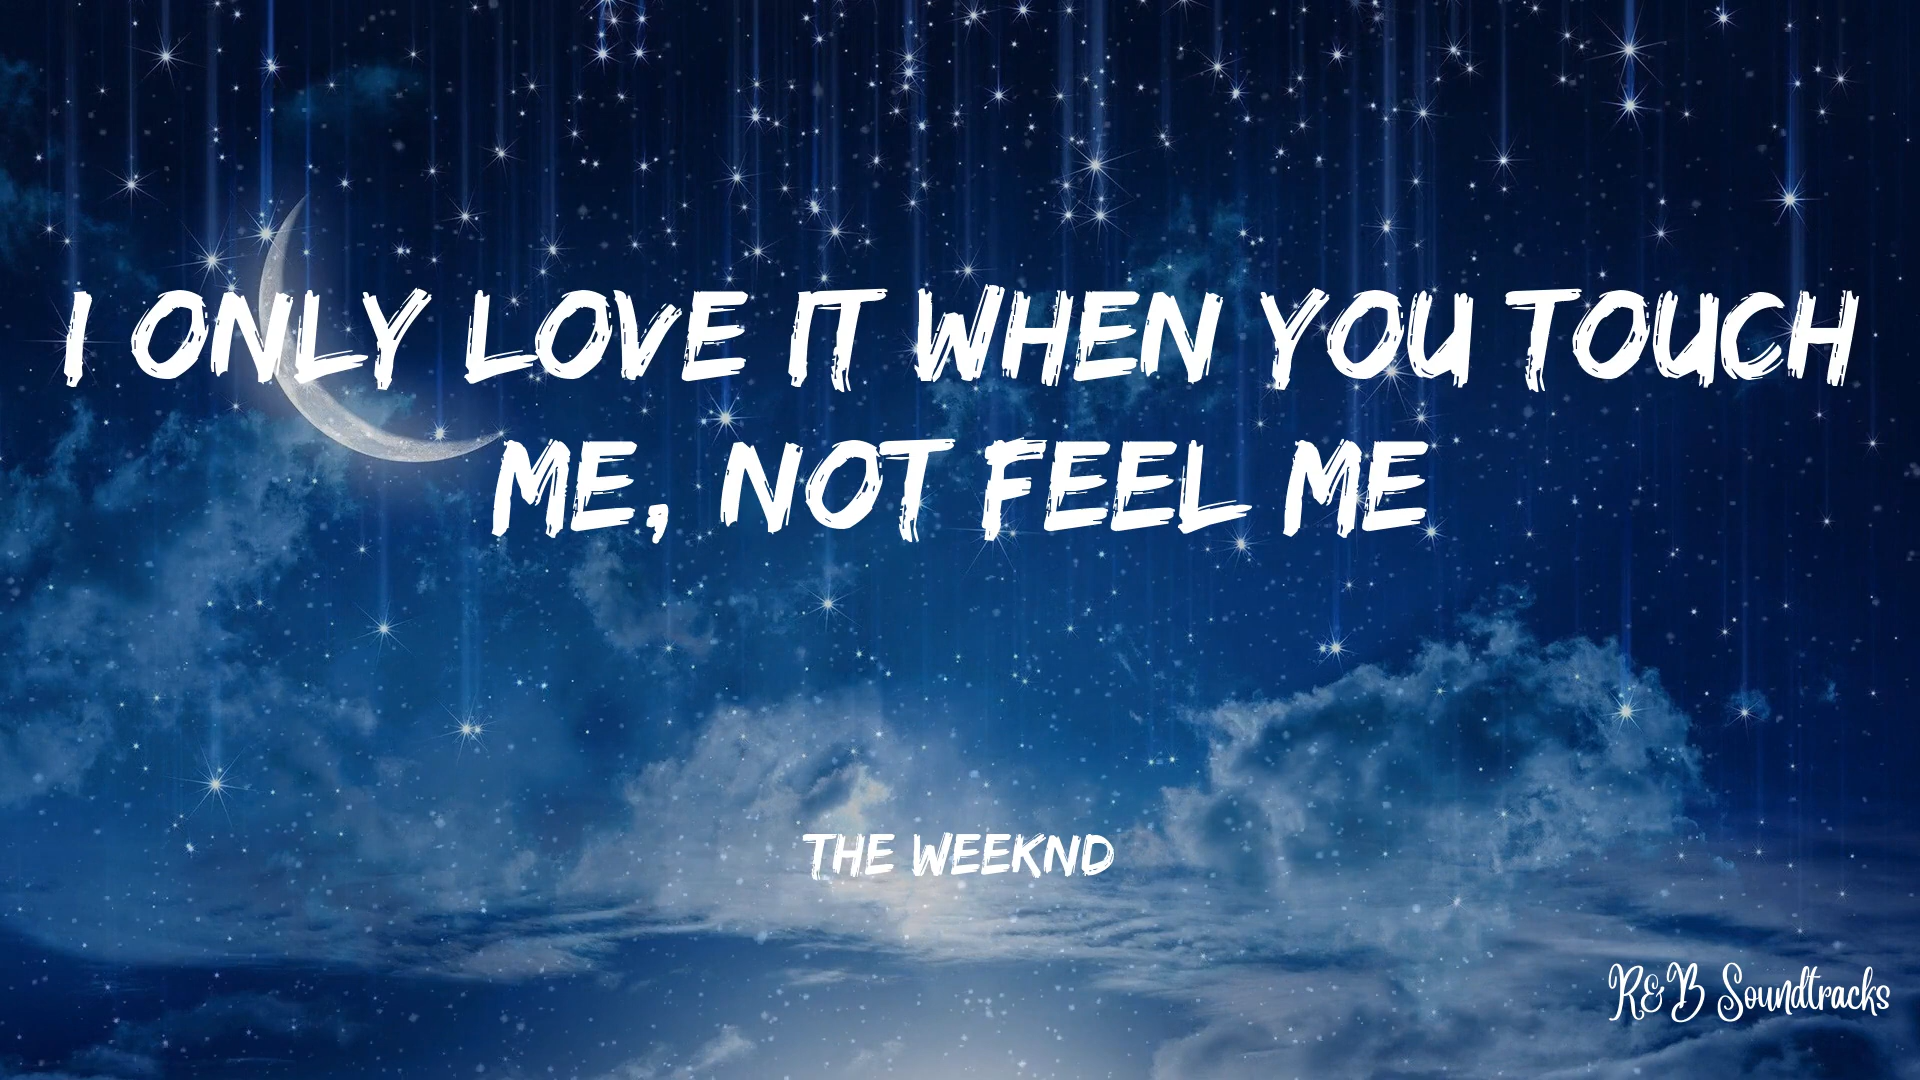 I ONLY LOVE IT WHEN YOU TOUCH
ME, NOT FEEL ME
THE WEEKND
R&B Soundtracks